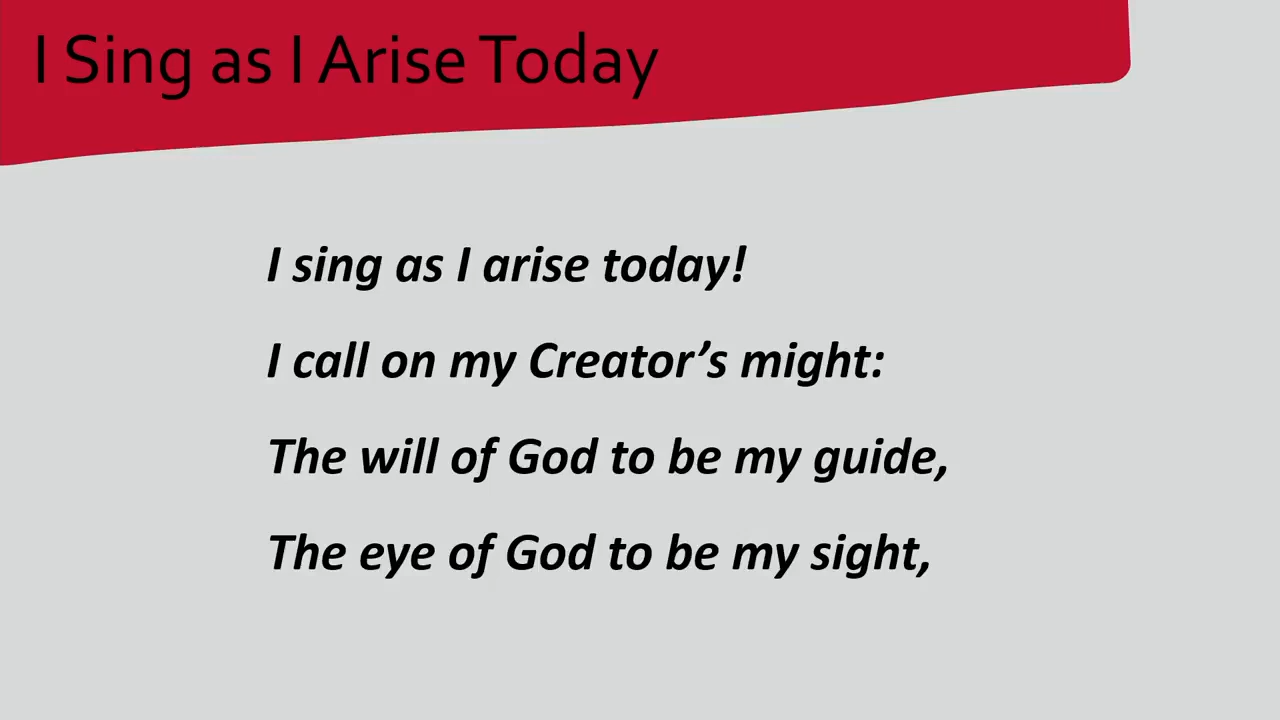 I Sing as I Arise Today
I sing as I arise today!
I call on my Creator’s might:
The will of God to be my guide,
The eye of God to be my sight,